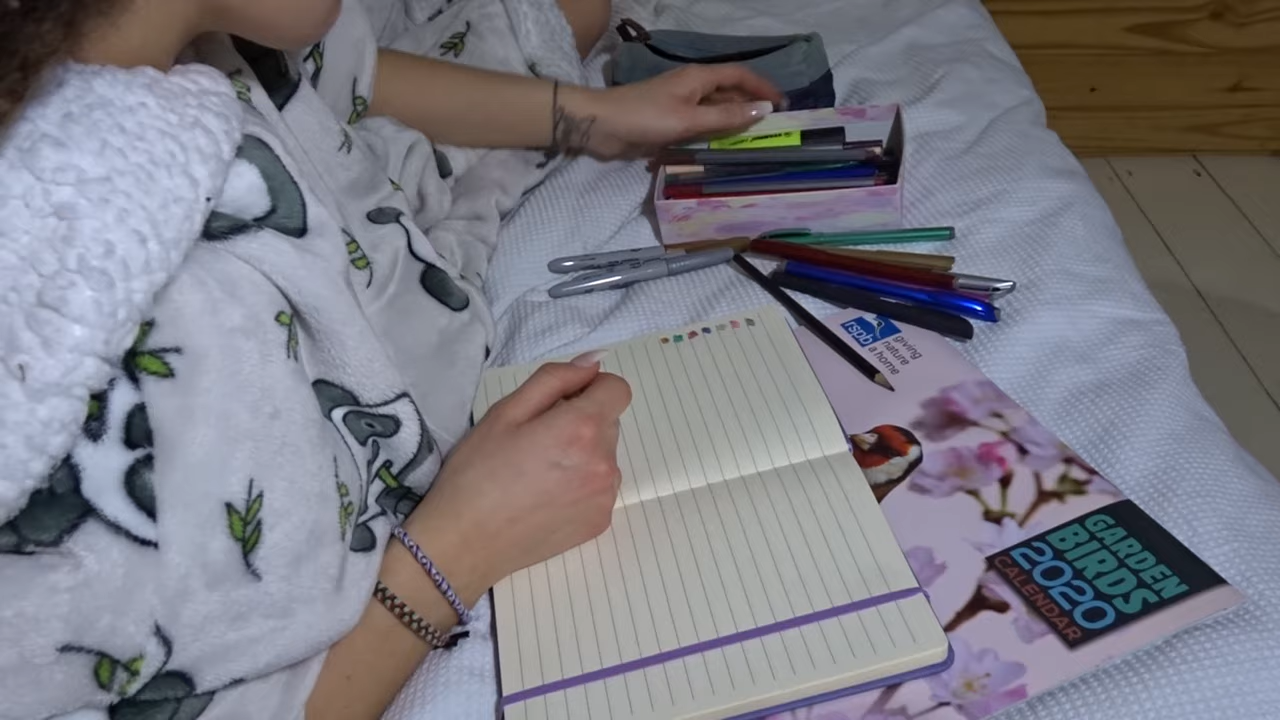 rspb
giving
nature
a home
GARDEN
BIRDS
2020
CALENDAR